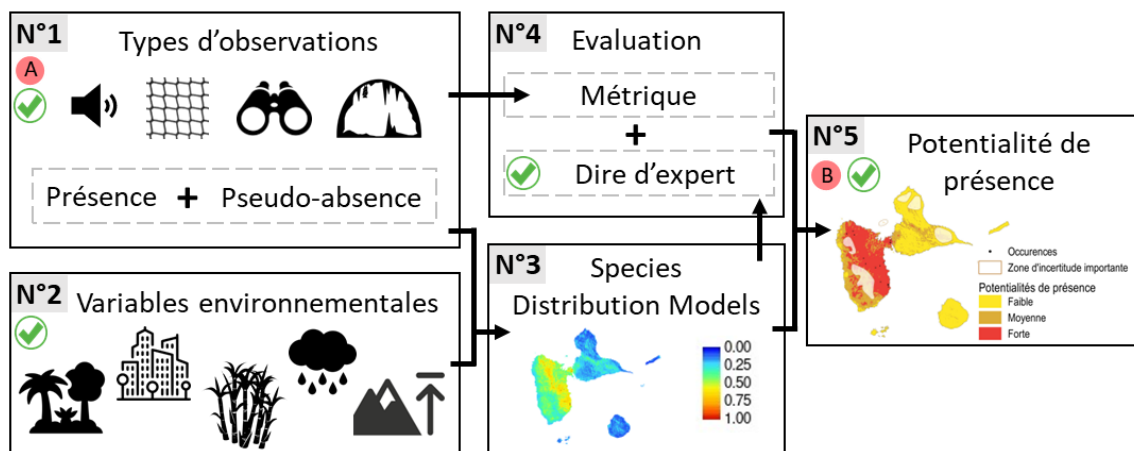 N°1
Types d'observations
A
Présence + Pseudo-absence
N°2
Variables environnementales
N°4
Evaluation
Métrique
+
Dire d'expert
N°3
Species
Distribution Models
0.00
0.25
0.50
0.75
1.00
N°5
Potentialité de
présence
B
Occurences
Zone d'incertitude importante
Potentialités de présence
Faible
Moyenne
Forte